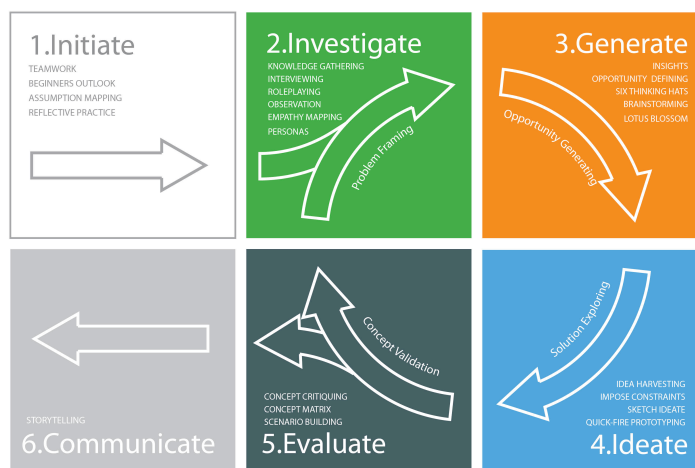 1.Initiate
TEAMWORK
BEGINNERS OUTLOOK
ASSUMPTION MAPPING
REFLECTIVE PRACTICE
2.Investigate
KNOWLEDGE GATHERING
INTERVIEWING
ROLEPLAYING
OBSERVATION
EMPATHY MAPPING
PERSONAS
Problem Framing
3.Generate
INSIGHTS
OPPORTUNITY DEFINING
SIX THINKING HATS
BRAINSTORMING
LOTUS BLOSSOM
Opportunity Generating
Solution Exploring
IDEA HARVESTING
IMPOSE CONSTRAINTS
SKETCH IDEATE
QUICK-FIRE PROTOTYPING
4.Ideate
Concept Validation
CONCEPT CRITIQUING
CONCEPT MATRIX
SCENARIO BUILDING
5.Evaluate
STORYTELLING
6.Communicate